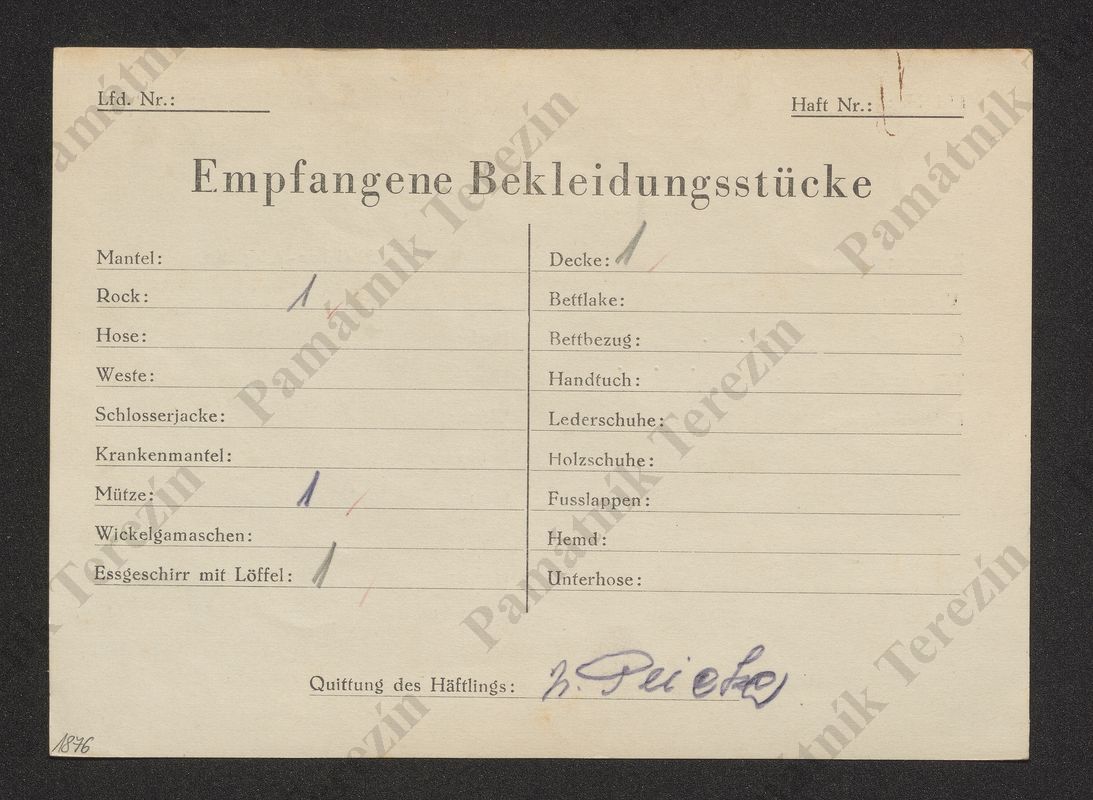 Lfd. Nr.:
Haft Nr.:
Empfangene Bekleidungsstücke
Mantel:
Rock: 1
Hose:
Weste:
Schlosserjacke:
Krankenmantel:
Mütze: 1
Wickelgamaschen:
Essgeschirr mit Löffel: 1
Decke: 1
Bettlake:
Bettbezug:
Handtuch:
Lederschuhe:
Holzschuhe:
Fusslappen:
Hemd:
Unterhose:
Quittung des Häftlings:
1876
Památník Terezín